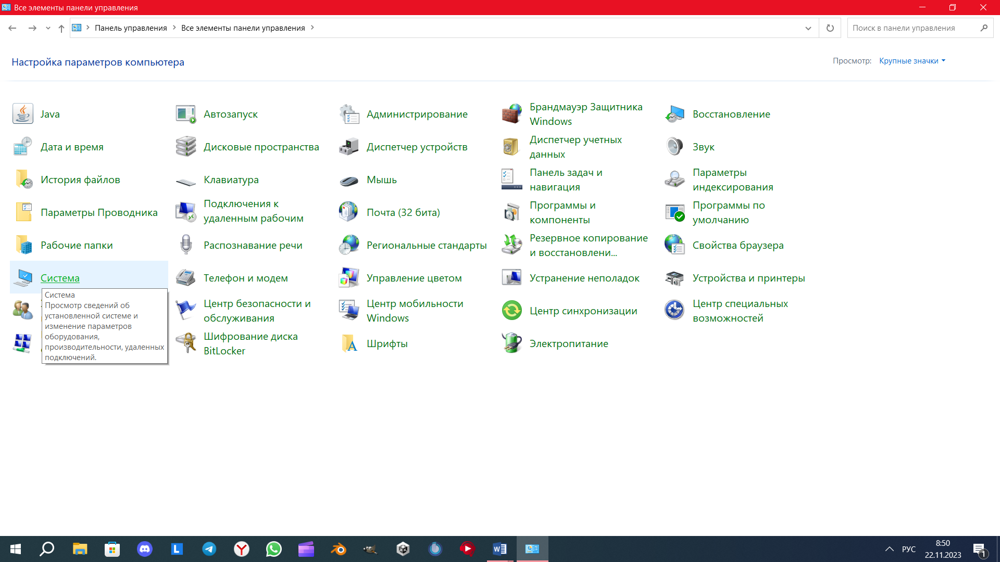 Все элементы панели управления
Панель управления
Все элементы панели управления
Поиск в панели управления
Настройка параметров компьютера
Просмотр:
Крупные значки
Java
Автозапуск
Администрирование
Брандмауэр Защитника
Windows
Восстановление
Дата и время
Дисковые пространства
Диспетчер устройств
Диспетчер учетных
данных
Звук
История файлов
Клавиатура
Мышь
Панель задач и
навигация
Параметры
индексирования
Параметры Проводника
Подключения к
удаленным рабочим
Почта (32 бита)
Программы и
компоненты
Программы по
умолчанию
Рабочие папки
Распознавание речи
Региональные стандарты
Резервное копирование
и восстановлени...
Свойства браузера
Система
Телефон и модем
Управление цветом
Устранение неполадок
Устройства и принтеры
Система
Просмотр сведений об
установленной системе и
изменение параметров
оборудования,
производительности, удаленных
подключений.
Центр безопасности и
обслуживания
Центр мобильности
Windows
Центр синхронизации
Центр специальных
возможностей
Шифрование диска
BitLocker
Шрифты
Электропитание
РУС
8:50
22.11.2023
1